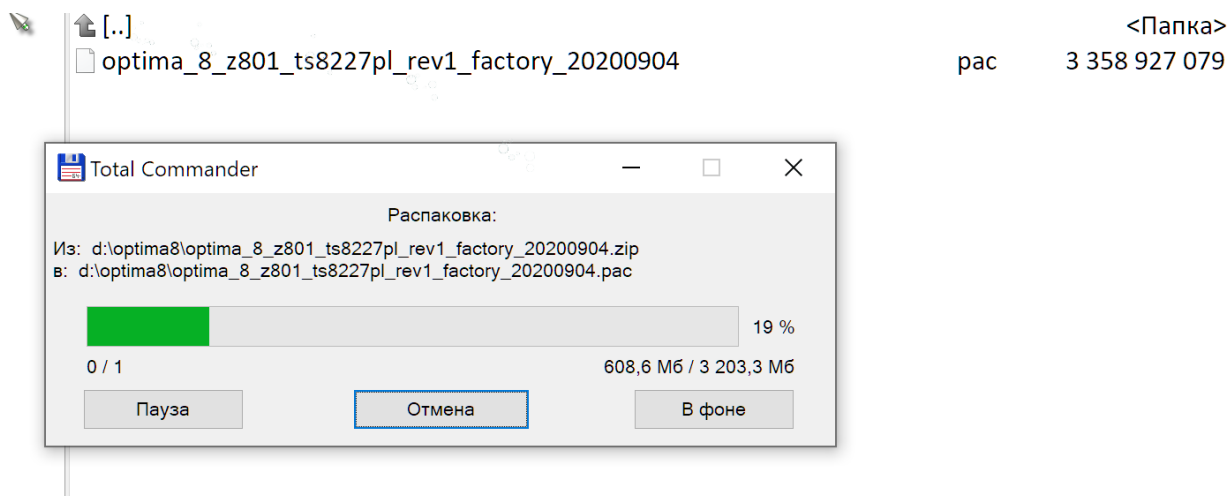 [..] <Папка>
optima_8_z801_ts8227pl_rev1_factory_20200904 pac 3 358 927 079
Total Commander
Распаковка:
Из: d:\optima8\optima_8_z801_ts8227pl_rev1_factory_20200904.zip
в: d:\optima8\optima_8_z801_ts8227pl_rev1_factory_20200904.pac
19 %
0 / 1 608,6 Мб / 3 203,3 Мб
Пауза Отмена В фоне